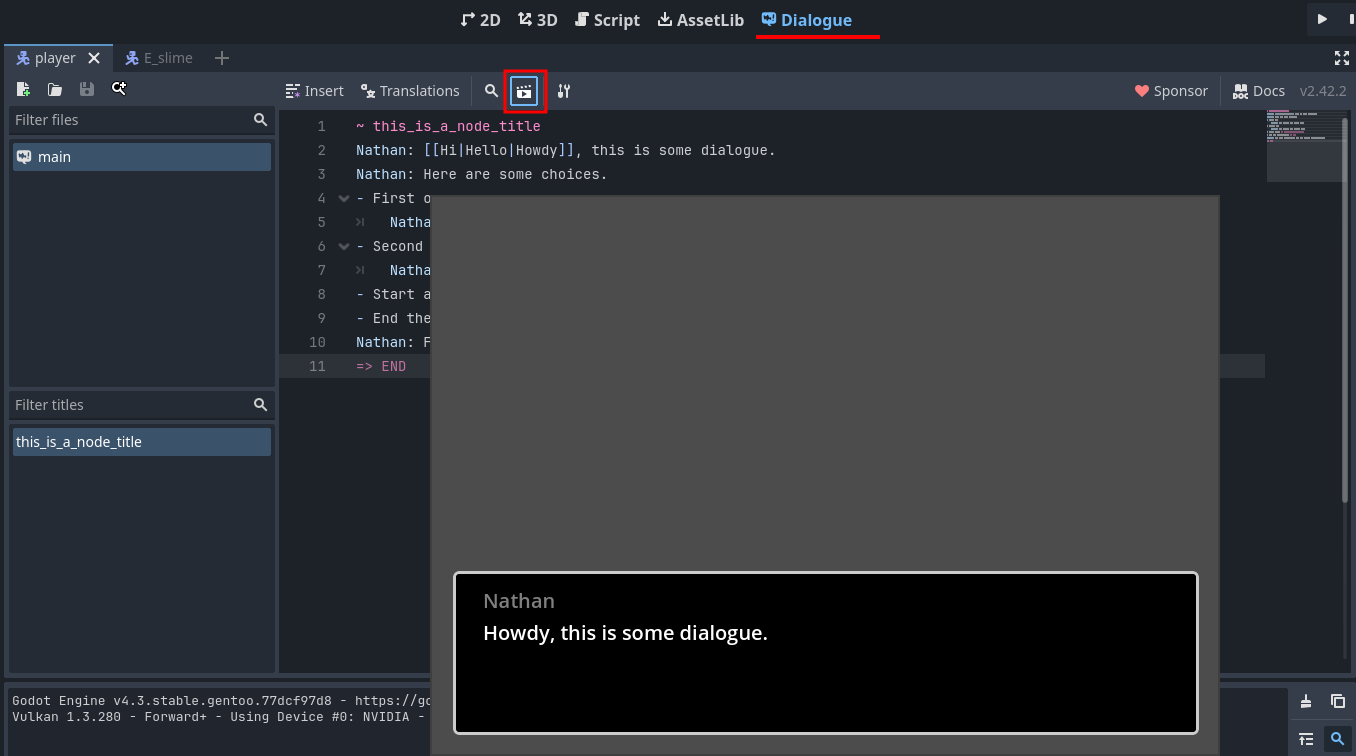 2D 3D Script AssetLib Dialogue
player E_slime
Insert Translations Sponsor Docs v2.42.2
Filter files
main
Filter titles
this_is_a_node_title
1 ~ this_is_a_node_title
2 Nathan: [[Hi|Hello|Howdy]], this is some dialogue.
3 Nathan: Here are some choices.
4 - First o
5 Natha
6 - Second
7 Natha
8 - Start a
9 - End the
10 Nathan: F
11 => END
Nathan
Howdy, this is some dialogue.
Godot Engine v4.3.stable.gentoo.77dcf97d8 - https://go
Vulkan 1.3.280 - Forward+ - Using Device #0: NVIDIA -